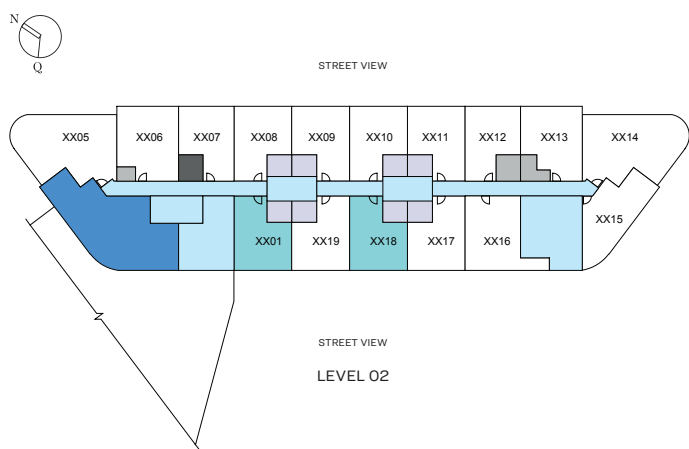 N
Q
STREET VIEW
XX05 XX06 XX07 XX08 XX09 XX10 XX11 XX12 XX13 XX14
XX15
XX01 XX19 XX18 XX17 XX16
Z
STREET VIEW
LEVEL 02